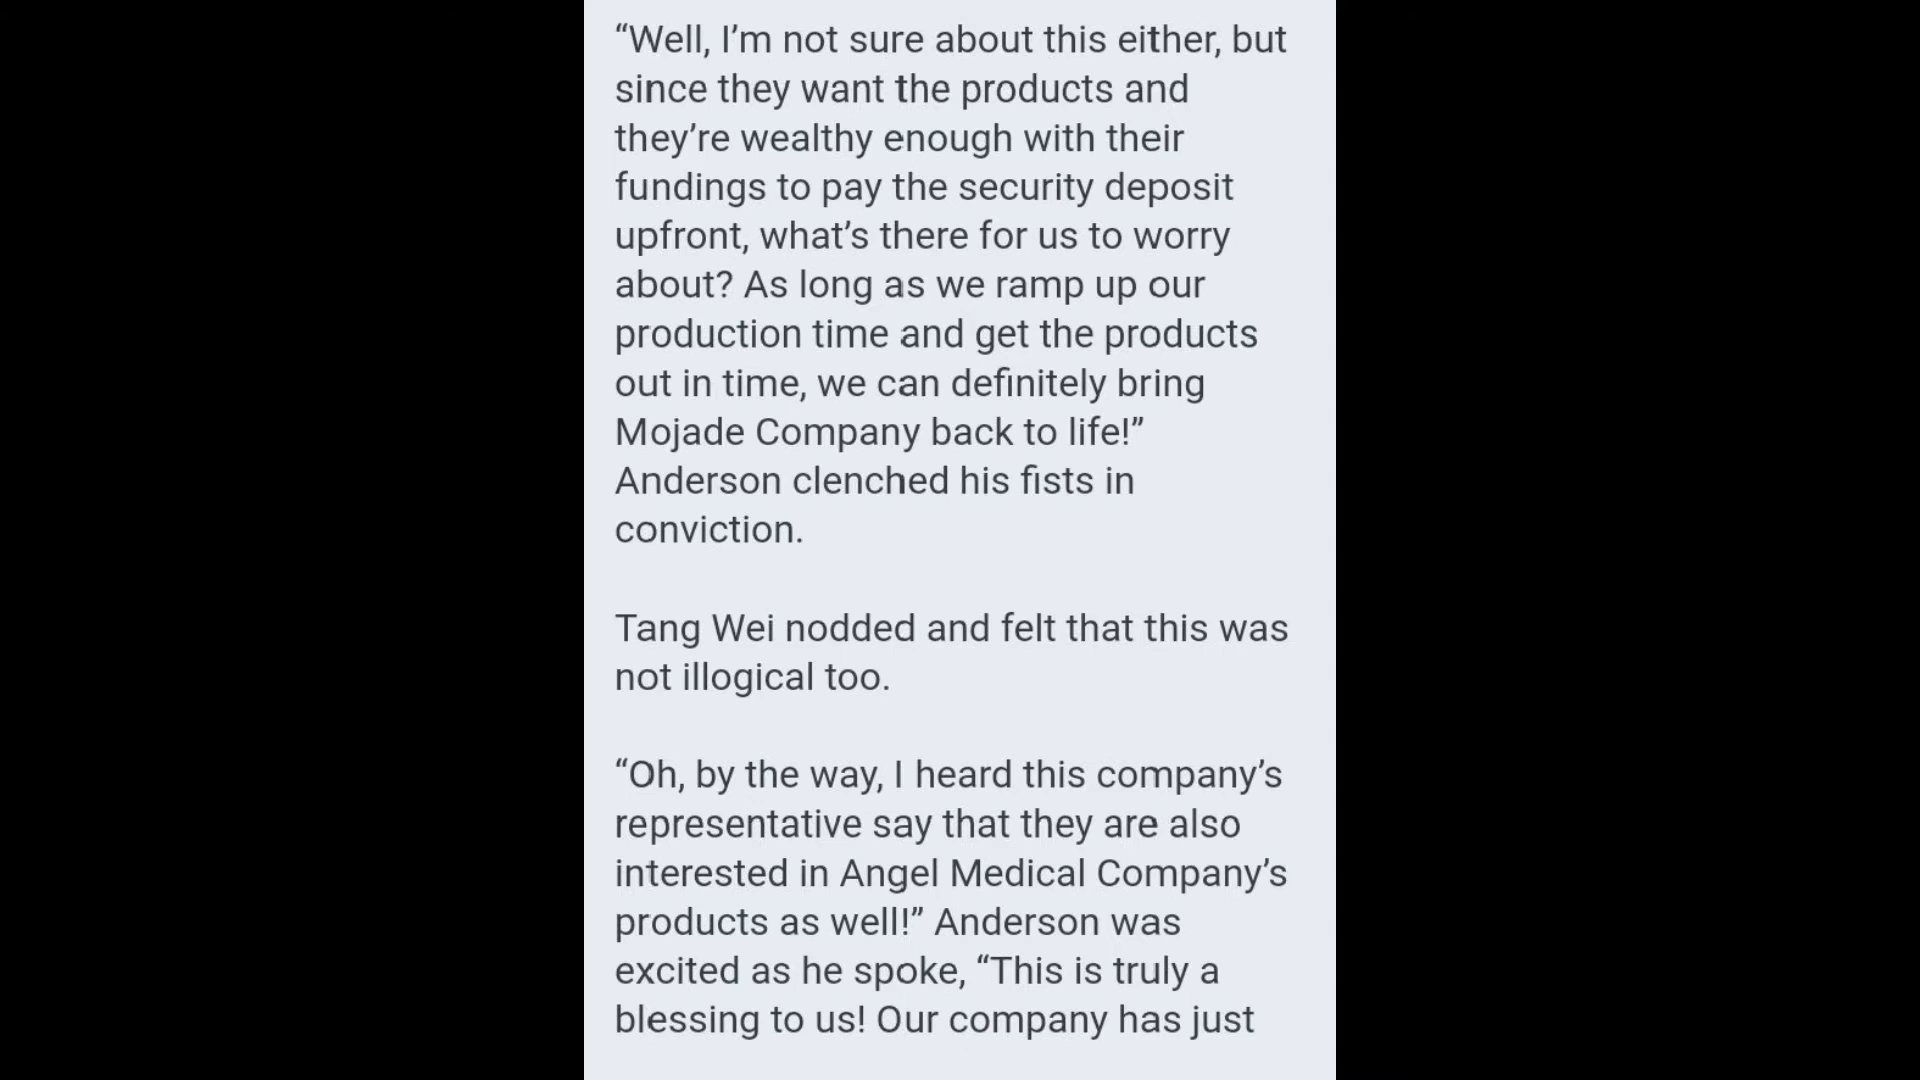 “Well, I’m not sure about this either, but
since they want the products and
they’re wealthy enough with their
fundings to pay the security deposit
upfront, what’s there for us to worry
about? As long as we ramp up our
production time and get the products
out in time, we can definitely bring
Mojade Company back to life!”
Anderson clenched his fists in
conviction.
Tang Wei nodded and felt that this was
not illogical too.
“Oh, by the way, I heard this company’s
representative say that they are also
interested in Angel Medical Company’s
products as well!” Anderson was
excited as he spoke, “This is truly a
blessing to us! Our company has just